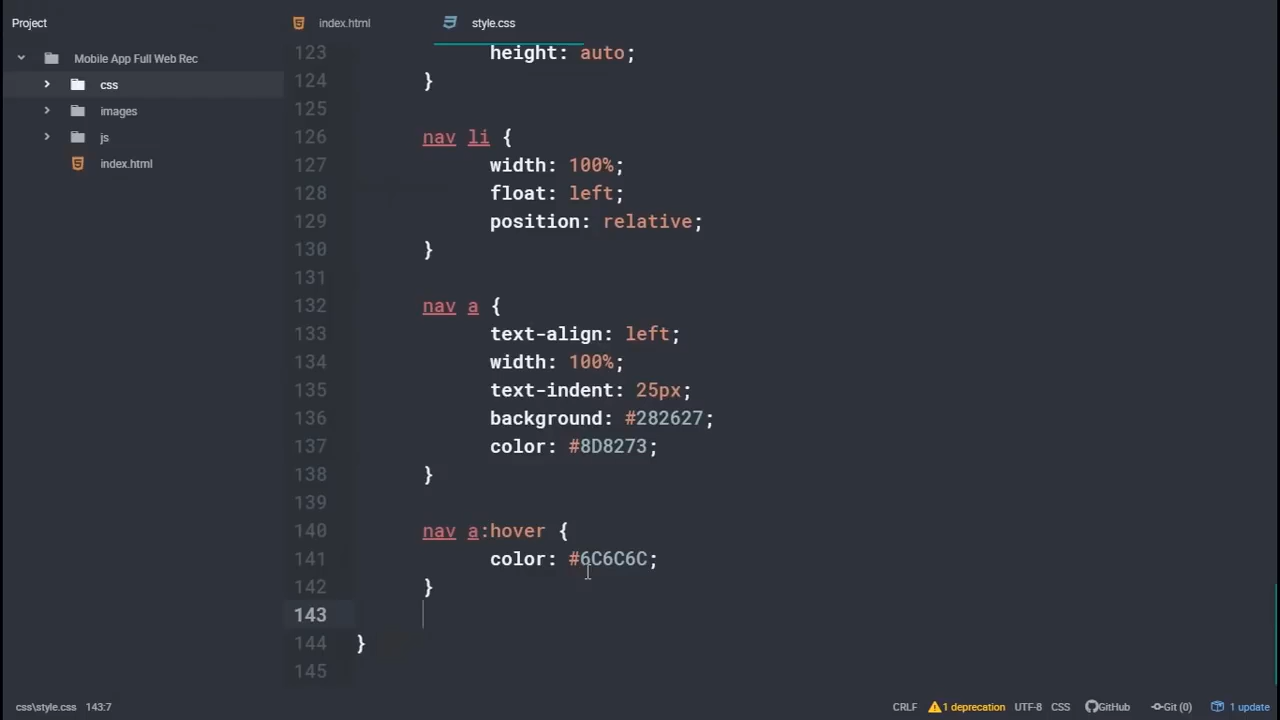 Project
index.html
style.css
Mobile App Full Web Rec
css
images
js
index.html
123 height: auto;
124 }
125
126 nav li {
127 width: 100%;
128 float: left;
129 position: relative;
130 }
131
132 nav a {
133 text-align: left;
134 width: 100%;
135 text-indent: 25px;
136 background: #282627;
137 color: #8D8273;
138 }
139
140 nav a:hover {
141 color: #6C6C6C;
142 }
143
144 }
145
css\style.css 143:7 CRLF 1 deprecation UTF-8 CSS GitHub Git (0) 1 update